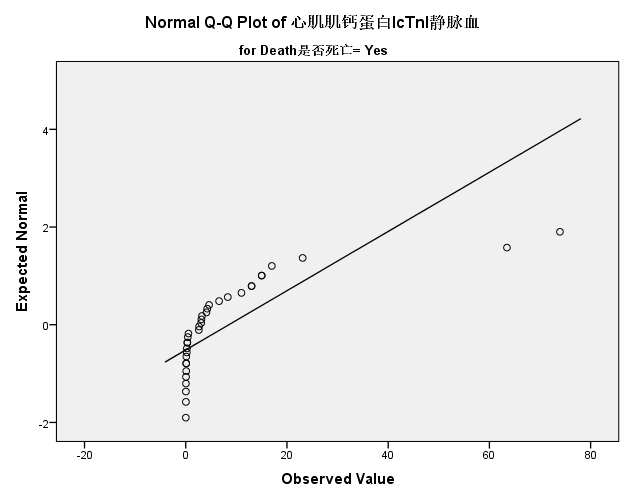 Normal Q-Q Plot of 心肌肌钙蛋白IcTnI静脉血
for Death是否死亡= Yes
Expected Normal
4
2
0
-2
-20
0
20
40
60
80
Observed Value